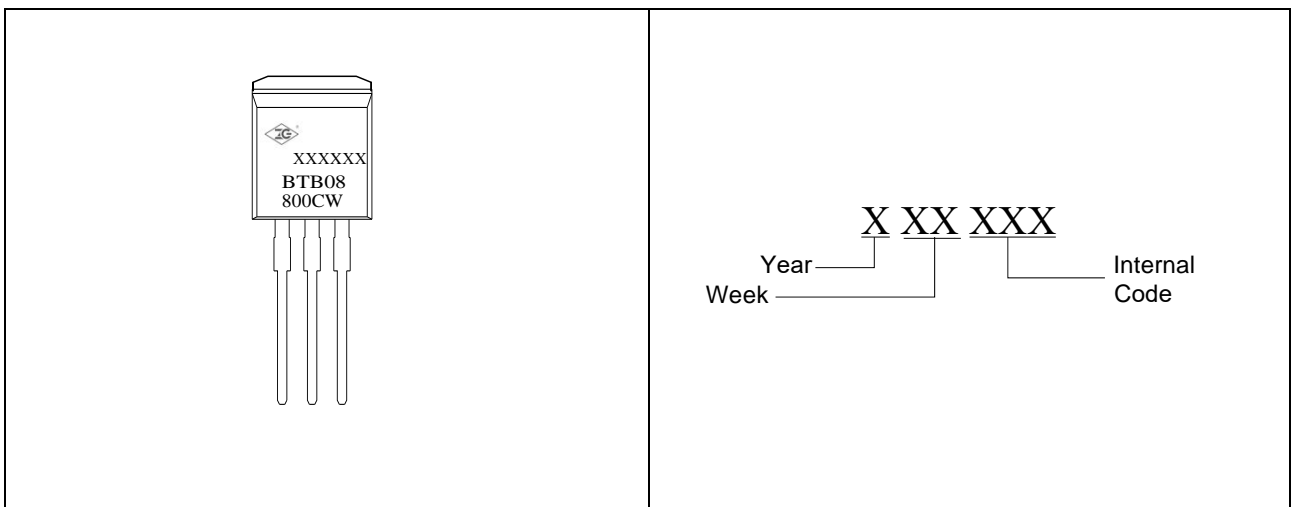 XXXXXX
BTB08
800CW
X XX XXX
Year
Internal
Week
Code